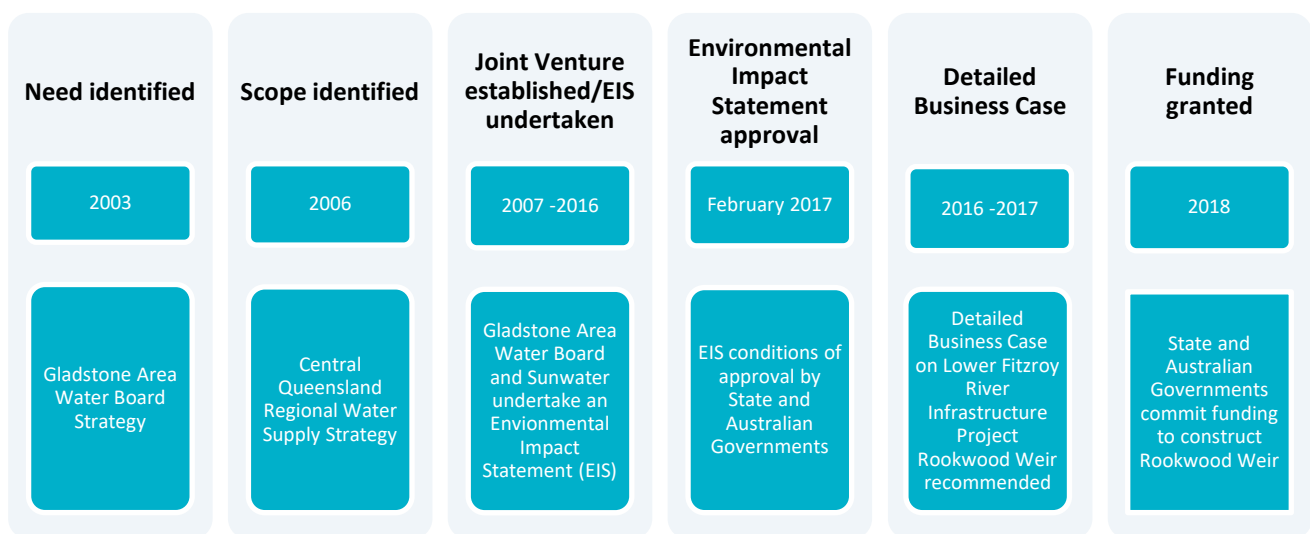 Need identified
2003
Gladstone Area
Water Board
Strategy
Scope identified
2006
Central
Queensland
Regional Water
Supply Strategy
Joint Venture
established/EIS
undertaken
2007 -2016
Gladstone Area
Water Board
and Sunwater
undertake an
Envionmental
Impact
Statement (EIS)
Environmental
Impact
Statement
approval
February 2017
EIS conditions of
approval by
State and
Australian
Governments
Detailed
Business Case
2016 -2017
Detailed
Business Case
on Lower Fitzroy
River
Infrastructure
Project
Rookwood Weir
recommended
Funding
granted
2018
State and
Australian
Governments
commit funding
to construct
Rookwood Weir